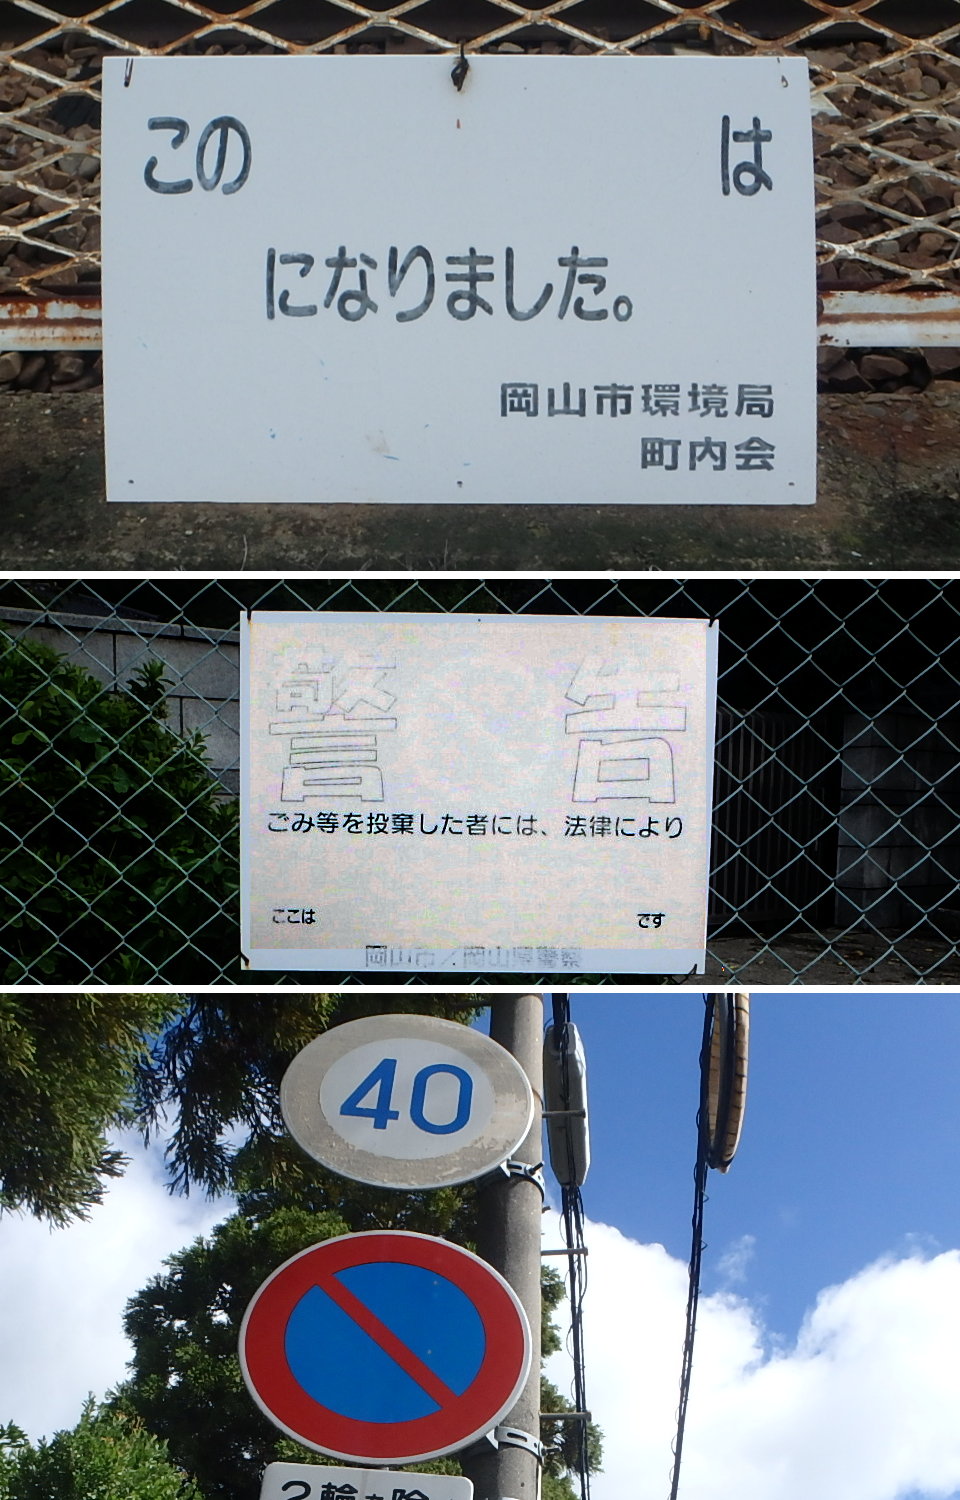 この は
になりました。
岡山市環境局
町内会
警告
ごみ等を投棄した者には、法律により
ここは です
岡山市/岡山県警察
40